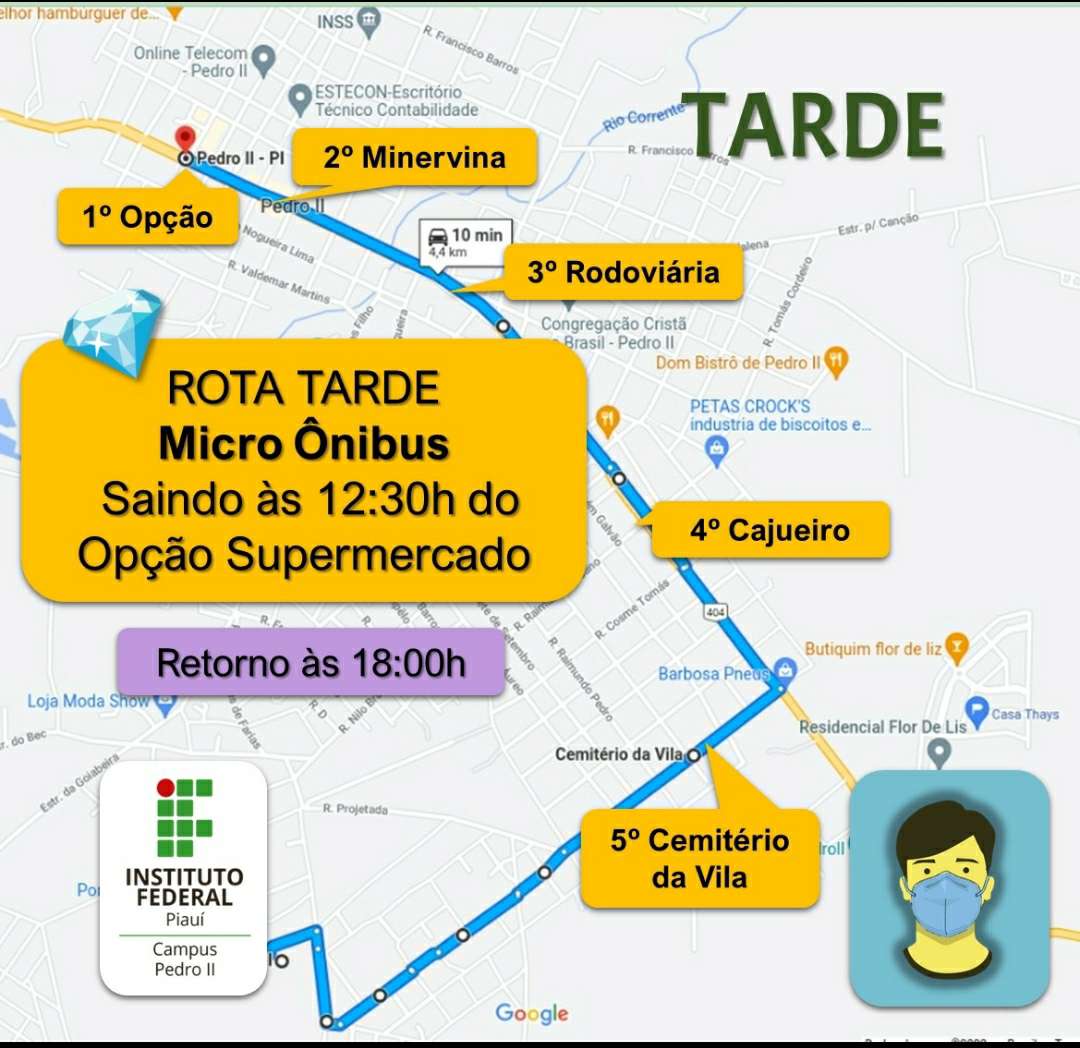 elhor hambúrguer de...
INSS
R. Francisco Barros
Online Telecom
- Pedro II
ESTECON-Escritório
Técnico Contabilidade
Rio Corrente
TARDE
R. Francisco
Pedro II - PI
2º Minervina
1º Opção
Pedro II
Estr. p/ Canção
Nogueira Lima
10 min
4,4 km
3º Rodoviária
R. Valdemar Martins
R. Tomás Cordeiro
Congregação Cristã
Brasil - Pedro II
Dom Bistrô de Pedro II
ROTA TARDE
Micro Ônibus
Saindo às 12:30h do
Opção Supermercado
PETAS CROCK'S
industria de biscoitos e...
4º Cajueiro
R. Cosme Tomás
404
Retorno às 18:00h
R. Raimundo Pedro
Butiquim flor de liz
Barbosa Pneus
Loja Moda Show
Casa Thays
Residencial Flor De Lis
Cemitério da Vila
Estr. da Goiabeira
R. Projetada
5º Cemitério
da Vila
INSTITUTO
FEDERAL
Piauí
Campus
Pedro II
Google